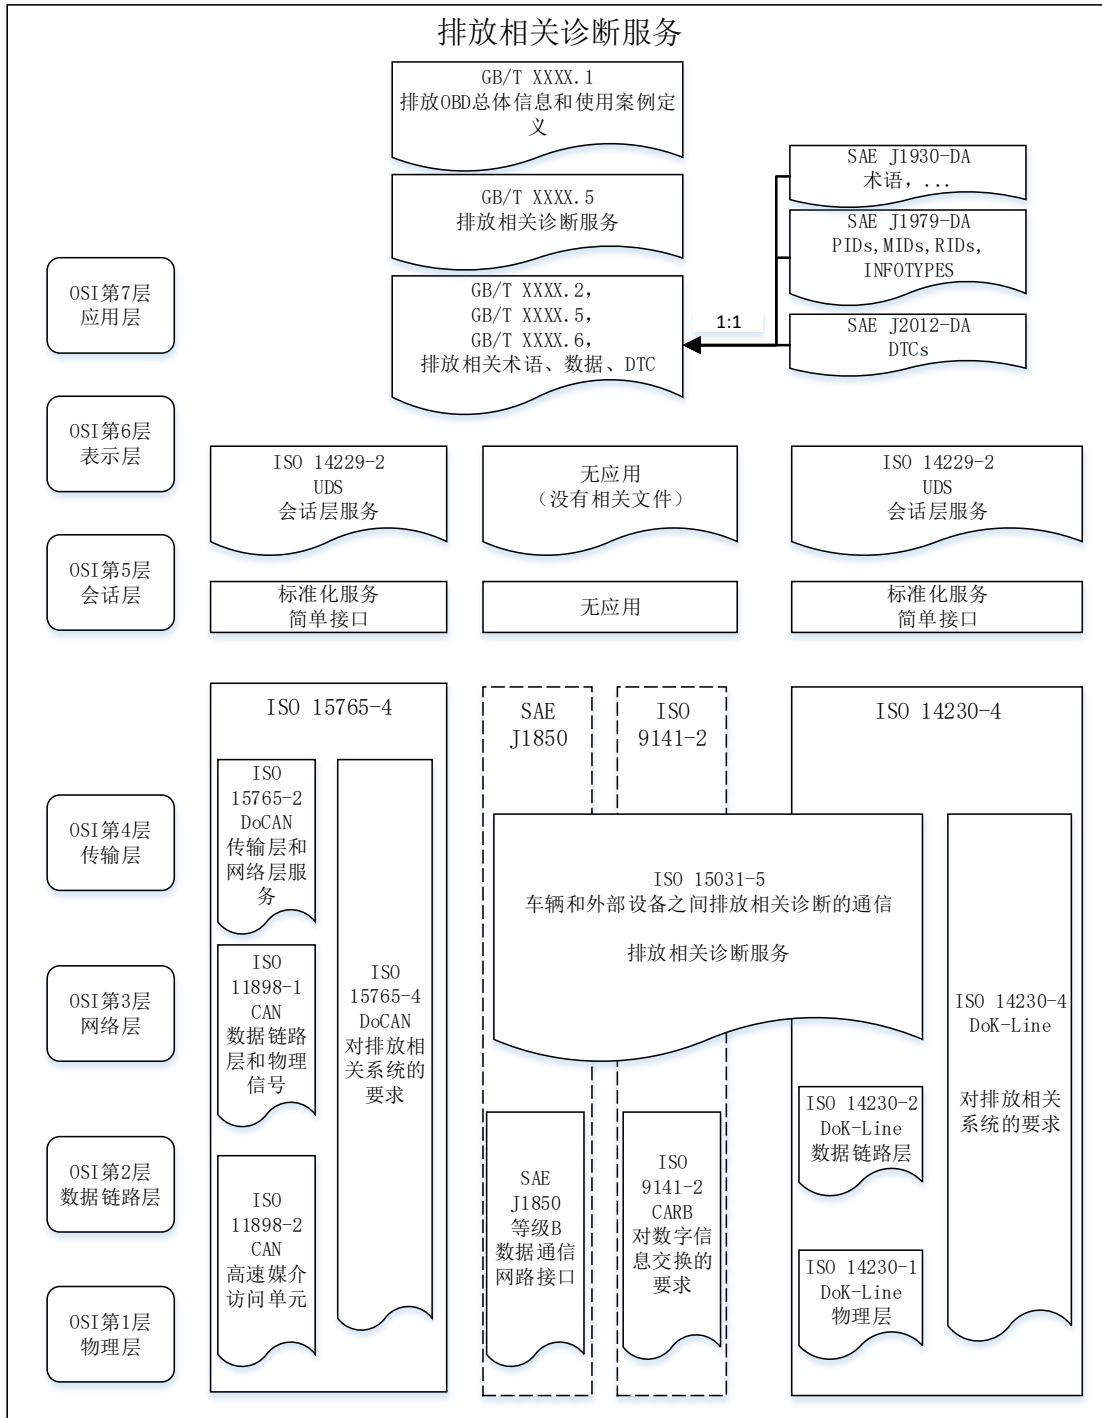 排放相关诊断服务
GB/T XXXX.1
排放OBD总体信息和使用案例定
义
GB/T XXXX.5
排放相关诊断服务
GB/T XXXX.2,
GB/T XXXX.5,
GB/T XXXX.6,
排放相关术语、数据、DTC
1:1
SAE J1930-DA
术语，...
SAE J1979-DA
PIDs,MIDs,RIDs,
INFOTYPES
SAE J2012-DA
DTCs
OSI第7层
应用层
OSI第6层
表示层
OSI第5层
会话层
ISO 14229-2
UDS
会话层服务
无应用
（没有相关文件）
ISO 14229-2
UDS
会话层服务
标准化服务
简单接口
无应用
标准化服务
简单接口
OSI第4层
传输层
OSI第3层
网络层
OSI第2层
数据链路层
OSI第1层
物理层
ISO 15765-4
ISO
15765-2
DoCAN
传输层和
网络层服
务
ISO
11898-1
CAN
数据链路
层和物理
信号
ISO
11898-2
CAN
高速媒介
访问单元
ISO
15765-4
DoCAN
对排放相
关系统的
要求
SAE
J1850
ISO
9141-2
ISO 15031-5
车辆和外部设备之间排放相关诊断的通信
排放相关诊断服务
SAE
J1850
等级B
数据通信
网路接口
ISO
9141-2
CARB
对数字信
息交换的
要求
ISO 14230-4
ISO 14230-2
DoK-Line
数据链路层
ISO 14230-1
DoK-Line
物理层
ISO 14230-4
DoK-Line
对排放相关
系统的要求